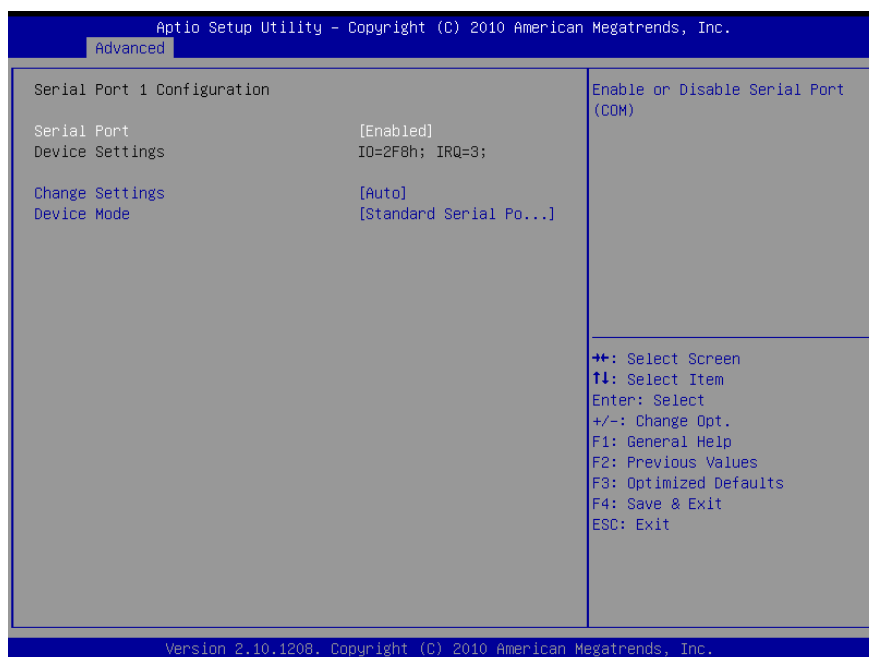 Aptio Setup Utility – Copyright (C) 2010 American Megatrends, Inc.
Advanced
Serial Port 1 Configuration
Serial Port [Enabled]
Device Settings IO=2F8h; IRQ=3;
Change Settings [Auto]
Device Mode [Standard Serial Po...]
Enable or Disable Serial Port
(COM)
→←: Select Screen
↑↓: Select Item
Enter: Select
+/-: Change Opt.
F1: General Help
F2: Previous Values
F3: Optimized Defaults
F4: Save & Exit
ESC: Exit
Version 2.10.1208. Copyright (C) 2010 American Megatrends, Inc.